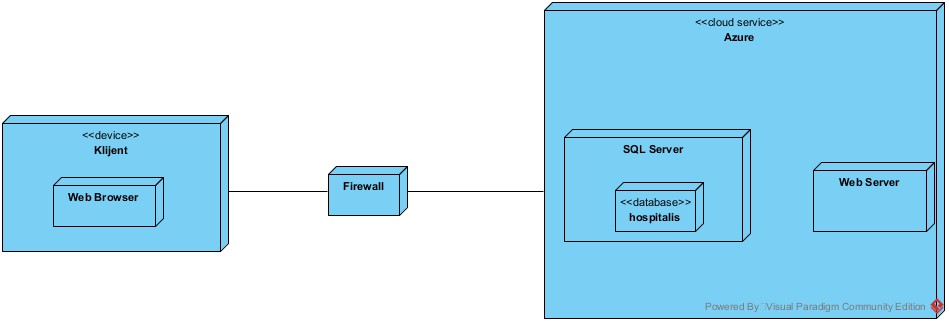 <<cloud service>>
Azure
<<device>>
Klijent
Web Browser
Firewall
SQL Server
<<database>>
hospitalis
Web Server
Powered By Visual Paradigm Community Edition